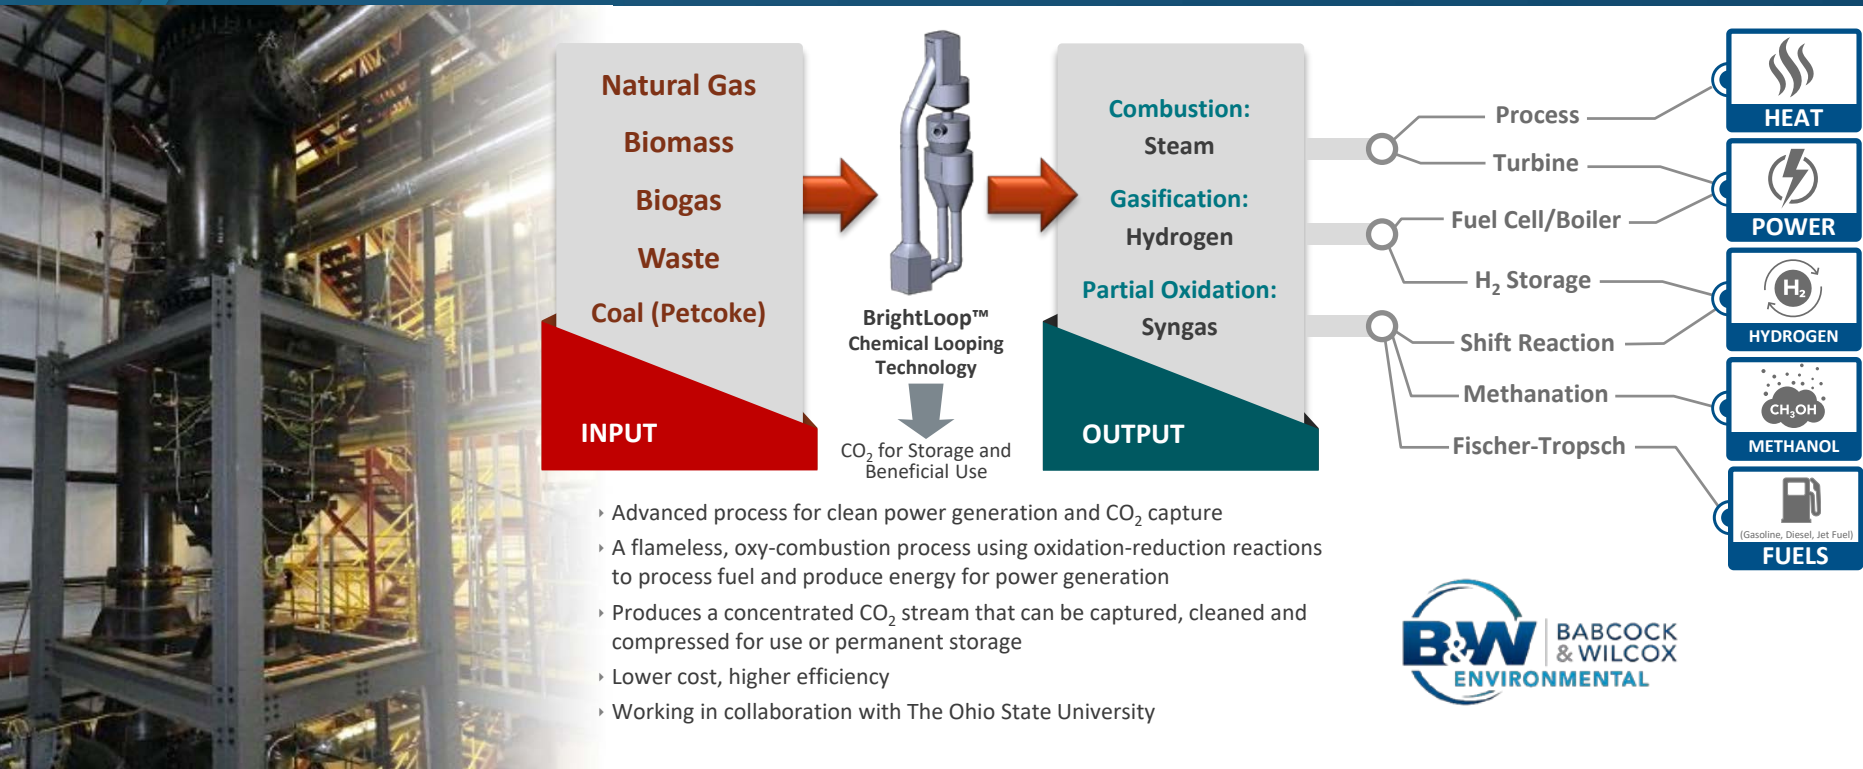 Natural Gas
Biomass
Biogas
Waste
Coal (Petcoke)
INPUT
BrightLoop™
Chemical Looping
Technology
CO₂ for Storage and
Beneficial Use
Combustion:
Steam
Gasification:
Hydrogen
Partial Oxidation:
Syngas
OUTPUT
Process
Turbine
Fuel Cell/Boiler
H₂ Storage
Shift Reaction
Methanation
Fischer-Tropsch
HEAT
POWER
H₂
HYDROGEN
CH₃OH
METHANOL
(Gasoline, Diesel, Jet Fuel)
FUELS
‣ Advanced process for clean power generation and CO₂ capture
‣ A flameless, oxy-combustion process using oxidation-reduction reactions
to process fuel and produce energy for power generation
‣ Produces a concentrated CO₂ stream that can be captured, cleaned and
compressed for use or permanent storage
‣ Lower cost, higher efficiency
‣ Working in collaboration with The Ohio State University
B&W
BABCOCK
& WILCOX
ENVIRONMENTAL